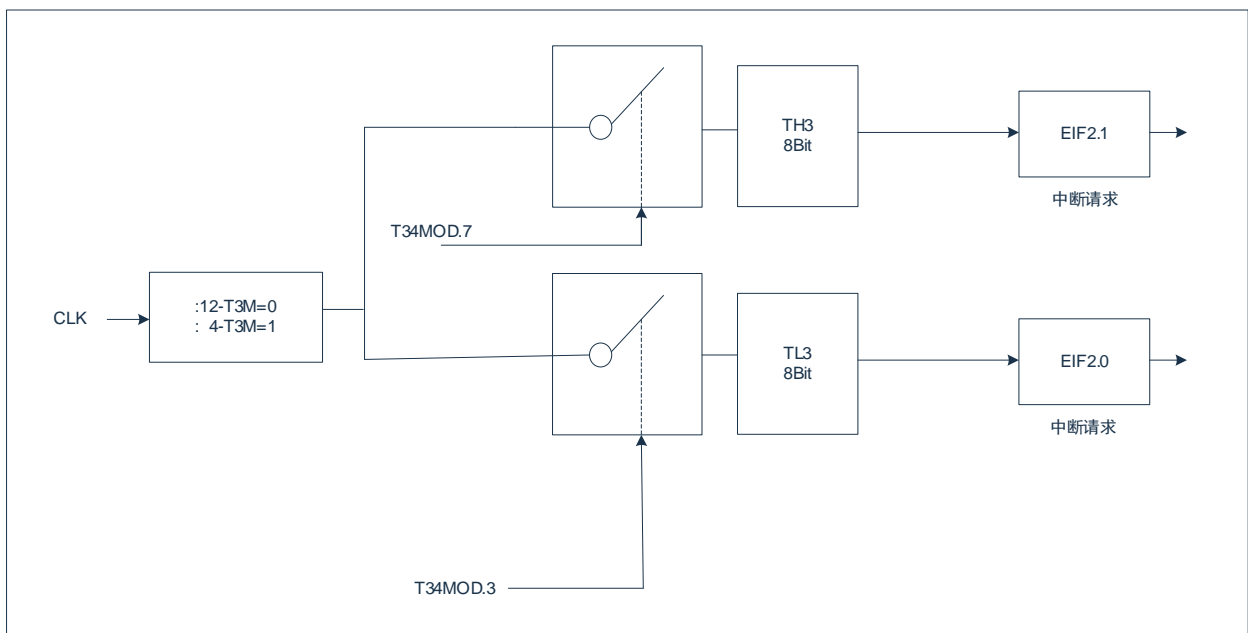 TH3
8Bit
EIF2.1
中断请求
T34MOD.7
CLK
:12-T3M=0
: 4-T3M=1
TL3
8Bit
EIF2.0
中断请求
T34MOD.3